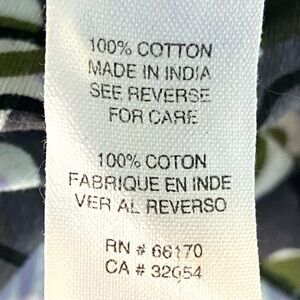 100% COTTON
MADE IN INDIA
SEE REVERSE
FOR CARE
100% COTON
FABRIQUE EN INDE
VER AL REVERSO
RN # 66170
CA # 32054